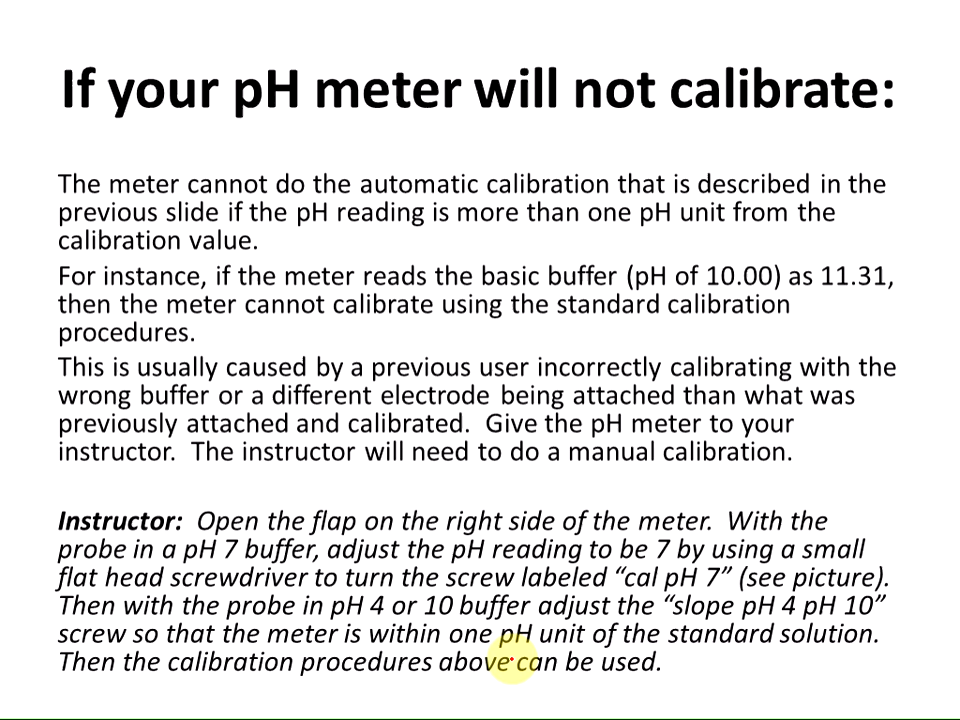 If your pH meter will not calibrate:
The meter cannot do the automatic calibration that is described in the
previous slide if the pH reading is more than one pH unit from the
calibration value.
For instance, if the meter reads the basic buffer (pH of 10.00) as 11.31,
then the meter cannot calibrate using the standard calibration
procedures.
This is usually caused by a previous user incorrectly calibrating with the
wrong buffer or a different electrode being attached than what was
previously attached and calibrated.  Give the pH meter to your
instructor.  The instructor will need to do a manual calibration.
Instructor:  Open the flap on the right side of the meter.  With the
probe in a pH 7 buffer, adjust the pH reading to be 7 by using a small
flat head screwdriver to turn the screw labeled “cal pH 7” (see picture).
Then with the probe in pH 4 or 10 buffer adjust the “slope pH 4 pH 10”
screw so that the meter is within one pH unit of the standard solution.
Then the calibration procedures above can be used.